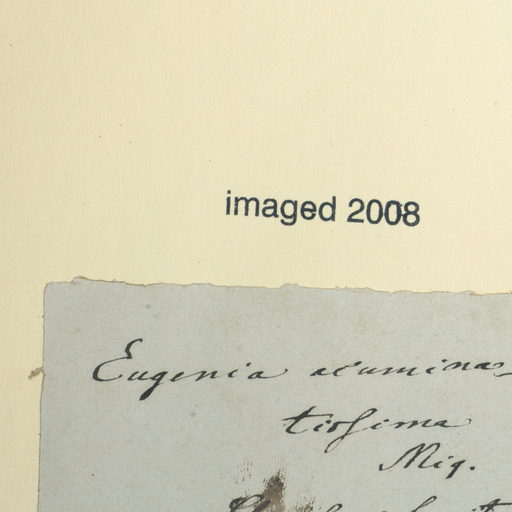 imaged 2008
Eugenia acumina-
tissima
Miq.